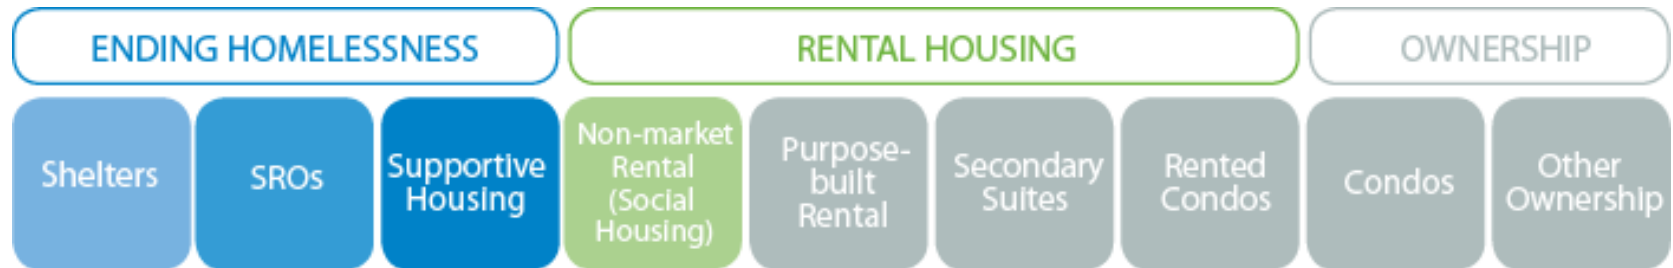 ENDING HOMELESSNESS
RENTAL HOUSING
OWNERSHIP
Shelters
SROs
Supportive
Housing
Non-market
Rental
(Social
Housing)
Purpose-
built
Rental
Secondary
Suites
Rented
Condos
Condos
Other
Ownership